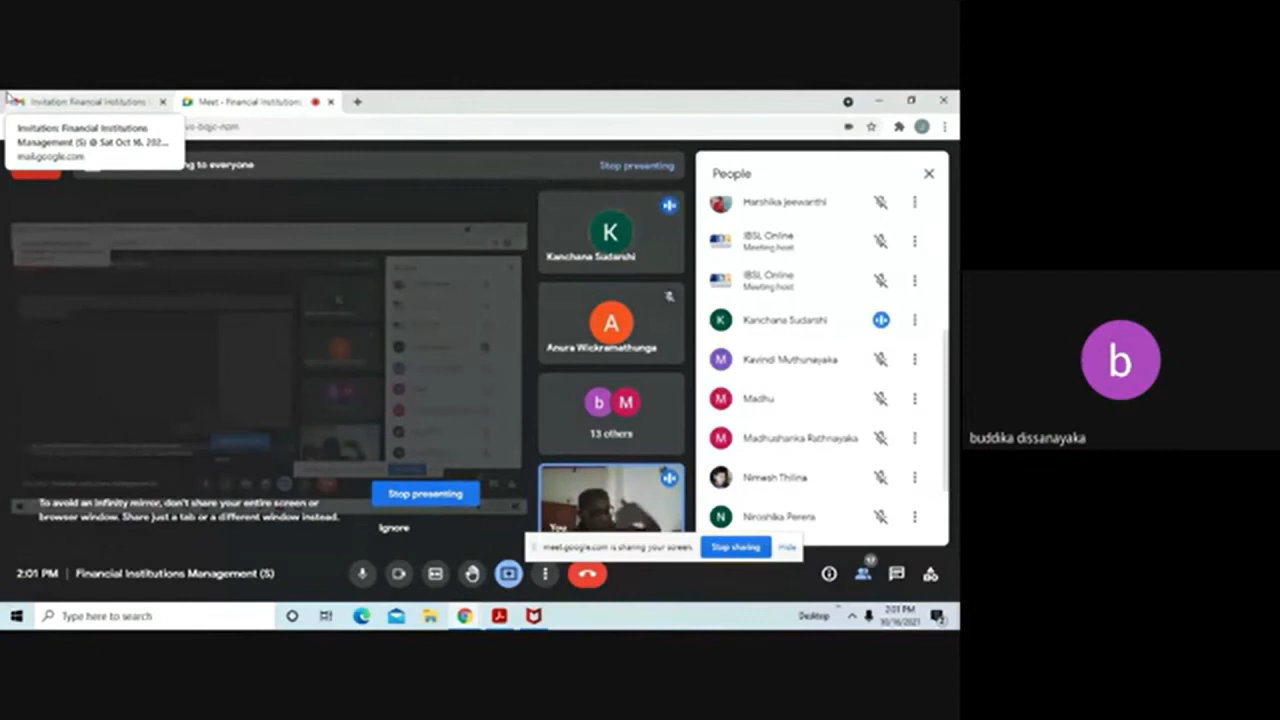 Invitation: Financial Institutions
Meet - Financial Institution
Invitation: Financial Institutions
Management (S) @ Sat Oct 16, 202...
mail.google.com
ng to everyone
Stop presenting
People
K
Kanchana Sudarshi
A
Anura Wickramathunga
b M
13 others
You
Harshika Jeewanthi
IBSL Online
Meeting host
IBSL Online
Meeting host
K
Kanchana Sudarshi
M
Kavindi Muthunayaka
M
Madhu
M
Madhushanka Rathnayaka
Nimesh Thilina
N
Niroshika Perera
To avoid an infinity mirror, don't share your entire screen or
browser window. Share just a tab or a different window instead.
Stop presenting
Ignore
meet.google.com is sharing your screen.
Stop sharing
Hide
2:01 PM | Financial Institutions Management (S)
Type here to search
Desktop
2:01 PM
10/16/2021
b
buddika dissanayaka